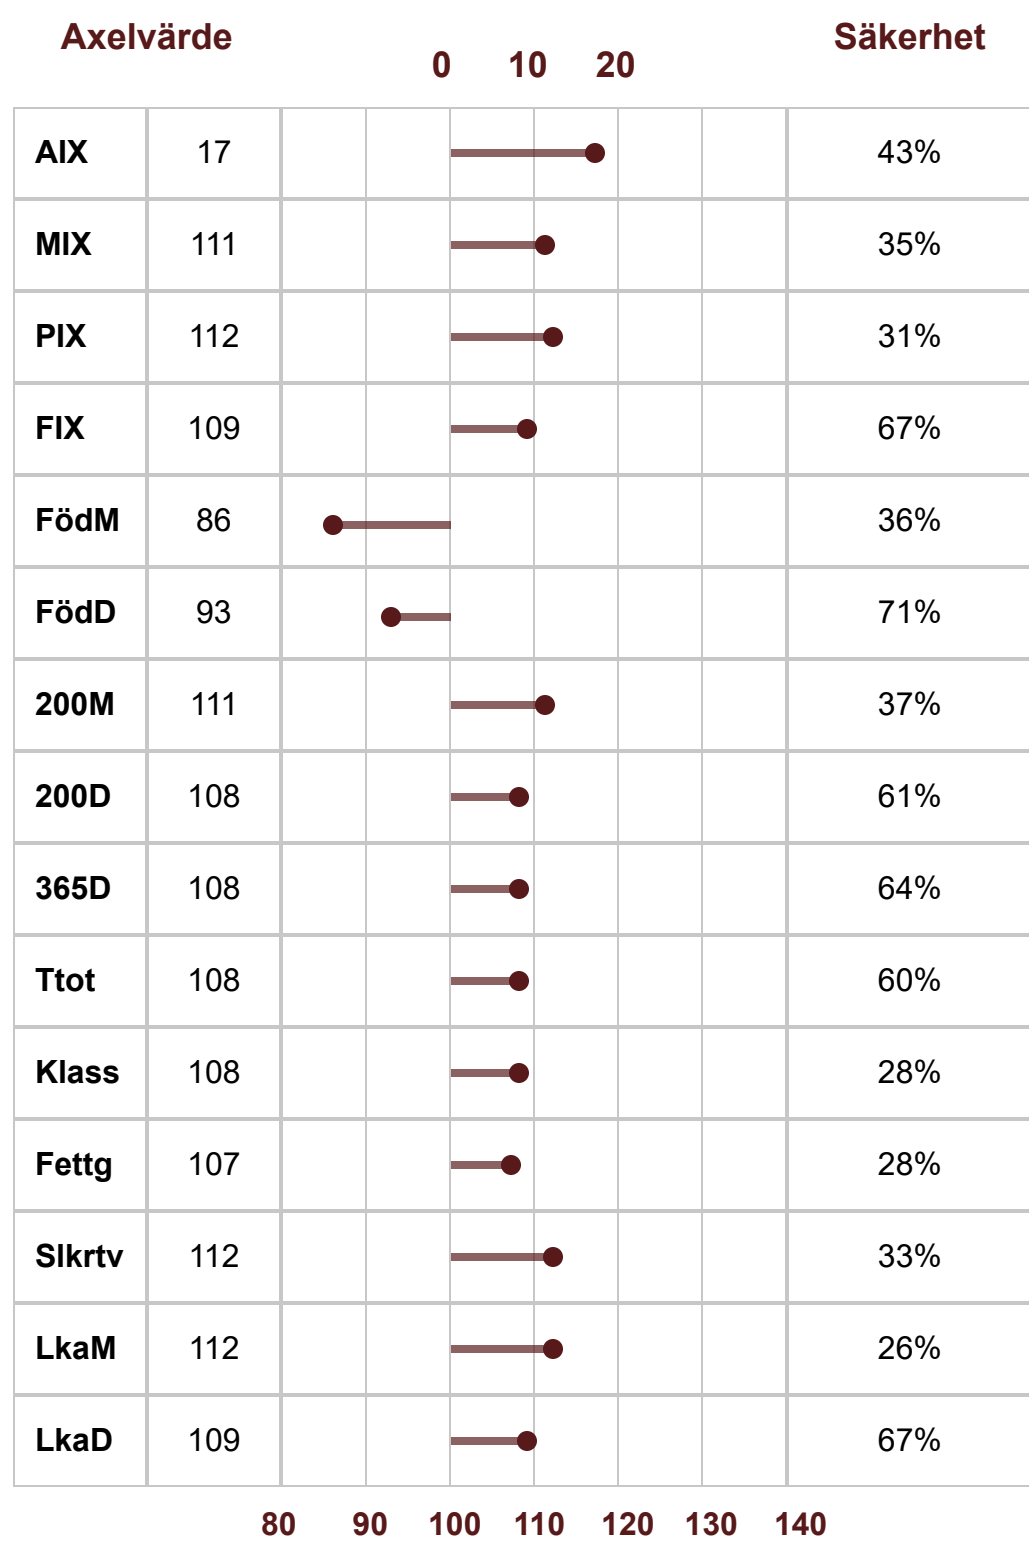 Axelvärde Säkerhet
0 10 20
AIX 17 43%
MIX 111 35%
PIX 112 31%
FIX 109 67%
FödM 86 36%
FödD 93 71%
200M 111 37%
200D 108 61%
365D 108 64%
Ttot 108 60%
Klass 108 28%
Fettg 107 28%
Slkrtv 112 33%
LkaM 112 26%
LkaD 109 67%
80 90 100 110 120 130 140